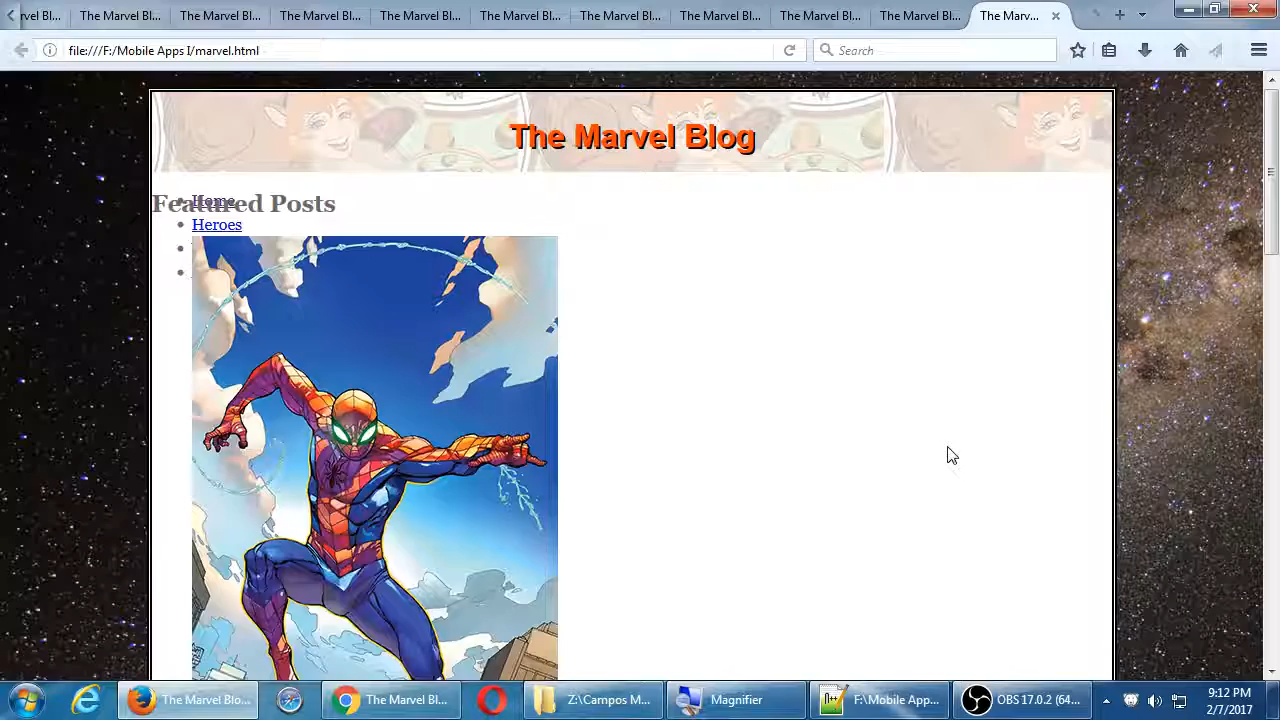 rvel Bl...
The Marvel Bl...
The Marvel Bl...
The Marvel Bl...
The Marvel Bl...
The Marvel Bl...
The Marvel Bl...
The Marvel Bl...
The Marvel Bl...
The Marvel Bl...
The Marv...
file:///F:/Mobile Apps I/marvel.html
Search
The Marvel Blog
Home
Featured Posts
Heroes
The Marvel Blo...
The Marvel Bl...
Z:\Campos M...
Magnifier
F:\Mobile App...
OBS 17.0.2 (64...
9:12 PM
2/7/2017